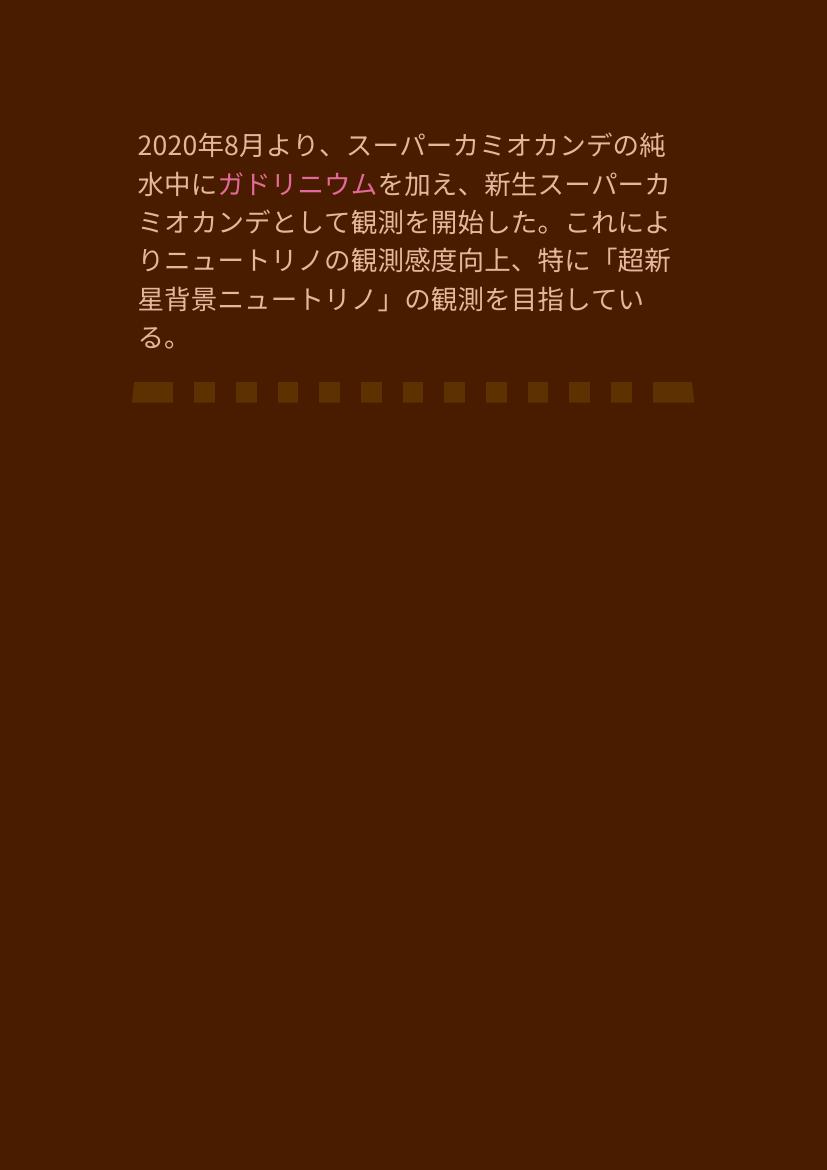 2020年8月より、スーパーカミオカンデの純
水中にガドリニウムを加え、新生スーパーカ
ミオカンデとして観測を開始した。これによ
りニュートリノの観測感度向上、特に「超新
星背景ニュートリノ」の観測を目指してい
る。